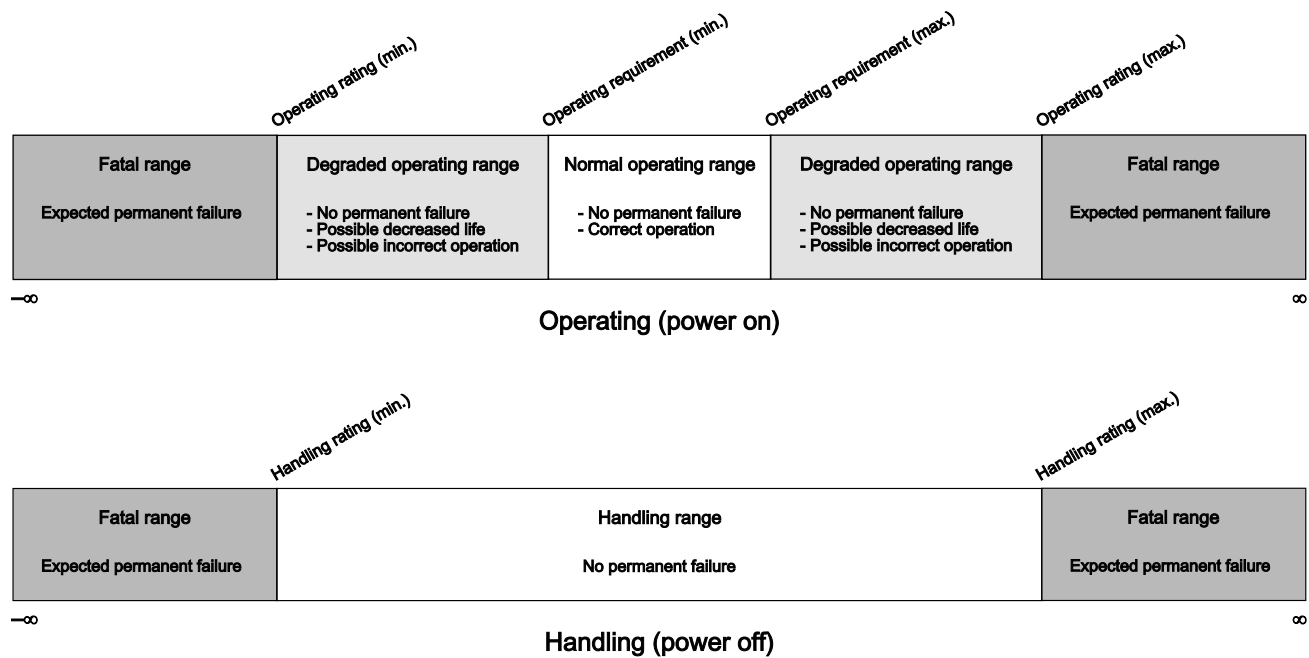 Operating rating (min.)
Operating requirement (min.)
Operating requirement (max.)
Operating rating (max.)
Fatal range
Expected permanent failure
Degraded operating range
- No permanent failure
- Possible decreased life
- Possible incorrect operation
Normal operating range
- No permanent failure
- Correct operation
Degraded operating range
- No permanent failure
- Possible decreased life
- Possible incorrect operation
Fatal range
Expected permanent failure
–∞
∞
Operating (power on)
Handling rating (min.)
Handling rating (max.)
Fatal range
Expected permanent failure
Handling range
No permanent failure
Fatal range
Expected permanent failure
–∞
∞
Handling (power off)